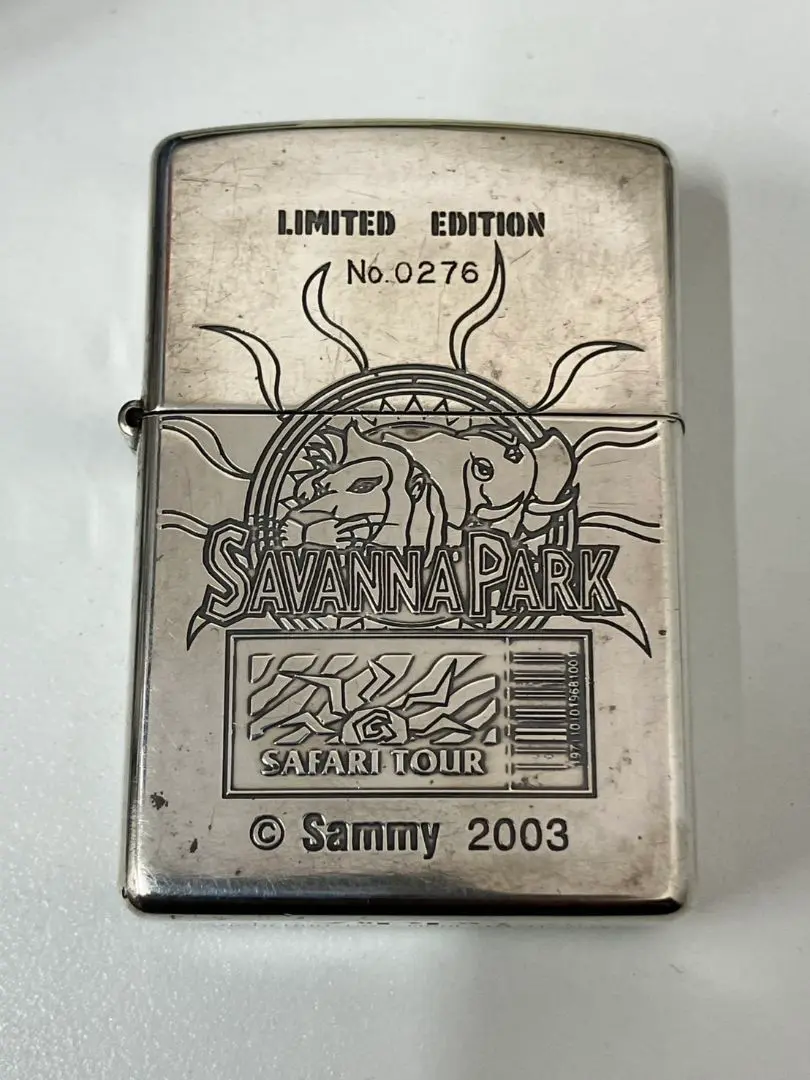 LIMITED EDITION
No.0276
SAVANNA PARK
SAFARI TOUR
© Sammy 2003